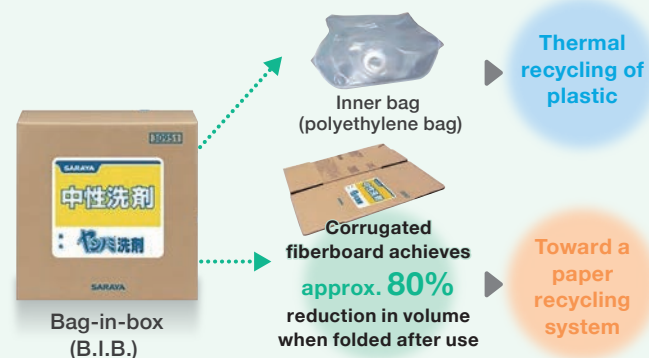 30951
SARAYA
中性洗剤
ヤシノミ洗剤
SARAYA
Bag-in-box
(B.I.B.)
Inner bag
(polyethylene bag)
Thermal
recycling of
plastic
Corrugated
fiberboard achieves
approx. 80%
reduction in volume
when folded after use
Toward a
paper
recycling
system